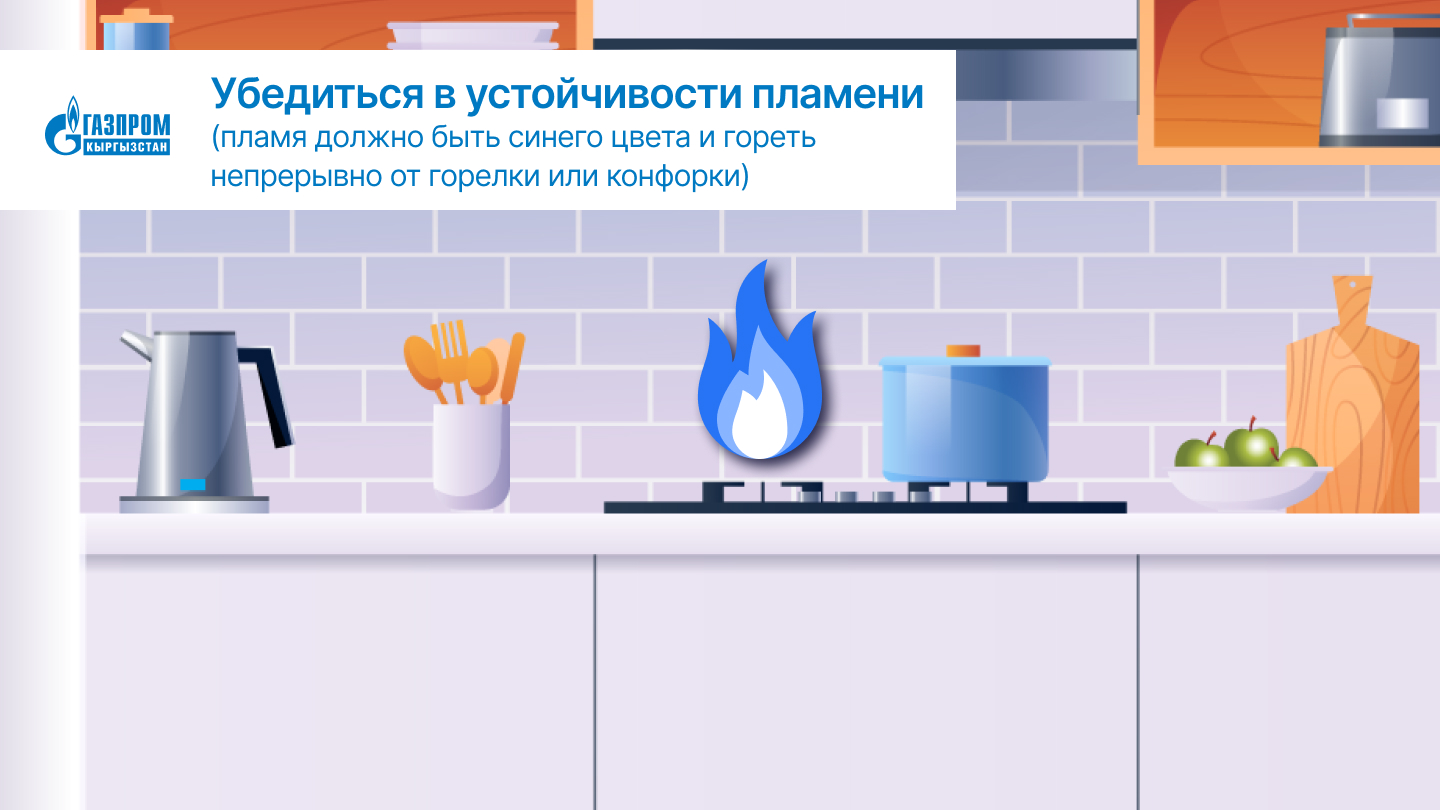 Убедиться в устойчивости пламени
ГАЗПРОМ
КЫРГЫЗСТАН
(пламя должно быть синего цвета и гореть
непрерывно от горелки или конфорки)